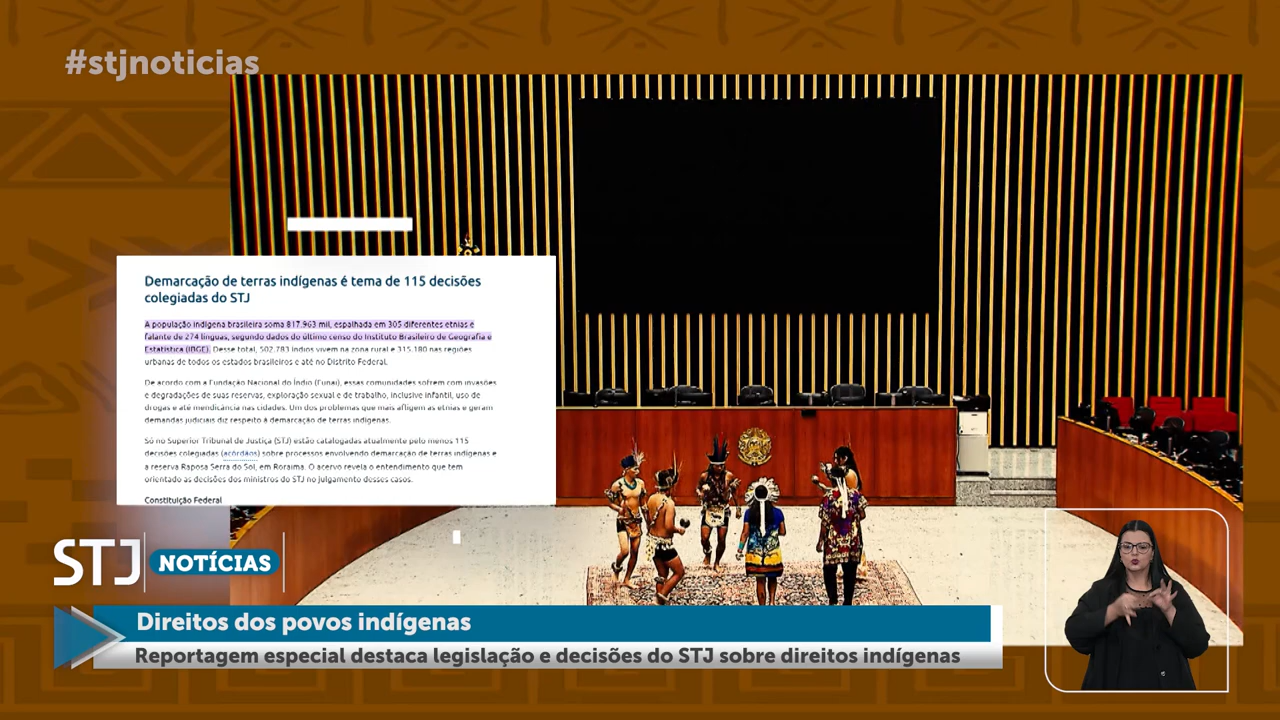 #stjnoticias
Demarcação de terras indígenas é tema de 115 decisões
colegiadas do STJ
A população indígena brasileira soma 817.963 mil, espalhada em 305 diferentes etnias e
falante de 274 línguas, segundo dados do último censo do Instituto Brasileiro de Geografia e
Estatística (IBGE). Desse total, 502.783 índios vivem na zona rural e 315.180 nas regiões
urbanas de todos os estados brasileiros e até no Distrito Federal.
De acordo com a Fundação Nacional do Índio (Funai), essas comunidades sofrem com invasões
e degradações de suas reservas, exploração sexual e de trabalho, inclusive infantil, uso de
drogas e até mendicância nas cidades. Um dos problemas que mais afligem as etnias e geram
demandas judiciais diz respeito à demarcação de terras indígenas.
Só no Superior Tribunal de Justiça (STJ) estão catalogadas atualmente pelo menos 115
decisões colegiadas (acórdãos) sobre processos envolvendo demarcação de terras indígenas e
a reserva Raposa Serra do Sol, em Roraima. O acervo revela o entendimento que tem
orientado as decisões dos ministros do STJ no julgamento desses casos.
Constituição Federal
STJ NOTÍCIAS
Direitos dos povos indígenas
Reportagem especial destaca legislação e decisões do STJ sobre direitos indígenas